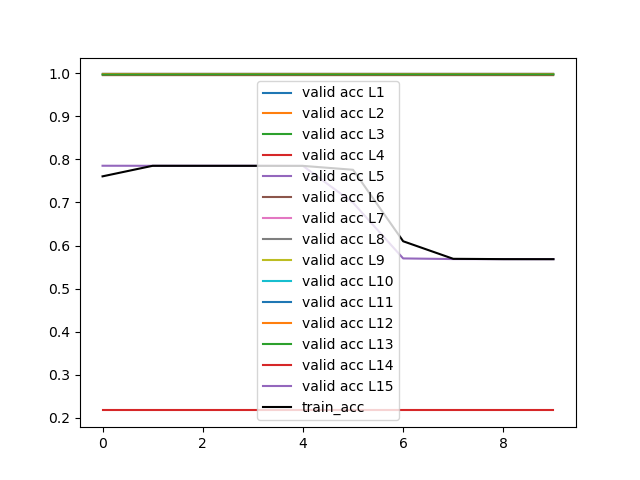 1.0
0.9
0.8
0.7
0.6
0.5
0.4
0.3
0.2
valid acc L1
valid acc L2
valid acc L3
valid acc L4
valid acc L5
valid acc L6
valid acc L7
valid acc L8
valid acc L9
valid acc L10
valid acc L11
valid acc L12
valid acc L13
valid acc L14
valid acc L15
train_acc
0 2 4 6 8